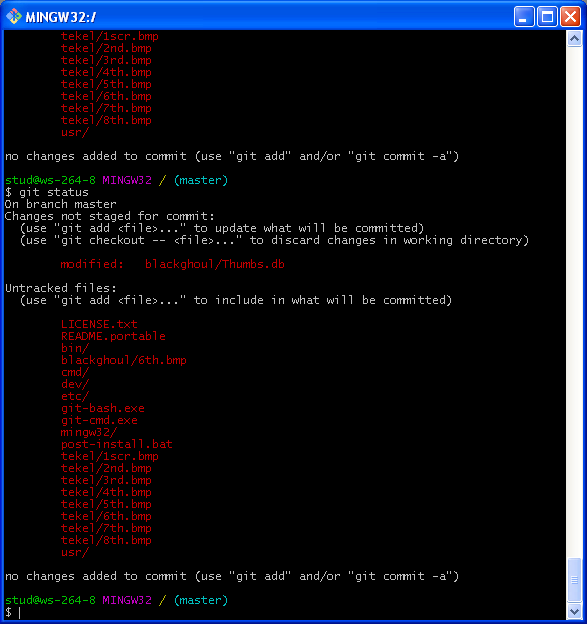 MINGW32:/
tekel/1scr.bmp
tekel/2nd.bmp
tekel/3rd.bmp
tekel/4th.bmp
tekel/5th.bmp
tekel/6th.bmp
tekel/7th.bmp
tekel/8th.bmp
usr/
no changes added to commit (use "git add" and/or "git commit -a")
stud@ws-264-8 MINGW32 / (master)
$ git status
On branch master
Changes not staged for commit:
(use "git add <file>..." to update what will be committed)
(use "git checkout -- <file>..." to discard changes in working directory)
modified: blackghoul/Thumbs.db
Untracked files:
(use "git add <file>..." to include in what will be committed)
LICENSE.txt
README.portable
bin/
blackghoul/6th.bmp
cmd/
dev/
etc/
git-bash.exe
git-cmd.exe
mingw32/
post-install.bat
tekel/1scr.bmp
tekel/2nd.bmp
tekel/3rd.bmp
tekel/4th.bmp
tekel/5th.bmp
tekel/6th.bmp
tekel/7th.bmp
tekel/8th.bmp
usr/
no changes added to commit (use "git add" and/or "git commit -a")
stud@ws-264-8 MINGW32 / (master)
$